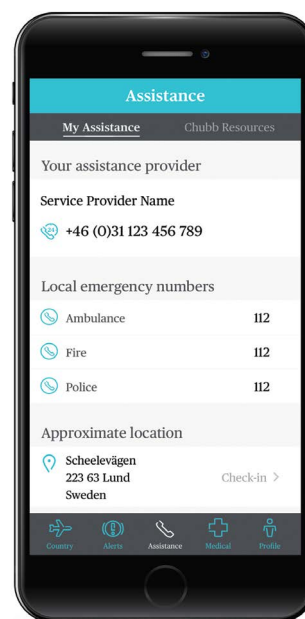 Assistance
My Assistance Chubb Resources
Your assistance provider
Service Provider Name
24 +46 (0)31 123 456 789
Local emergency numbers
Ambulance 112
Fire 112
Police 112
Approximate location
Scheelevägen
223 63 Lund Check-in >
Sweden
Country Alerts Assistance Medical Profile